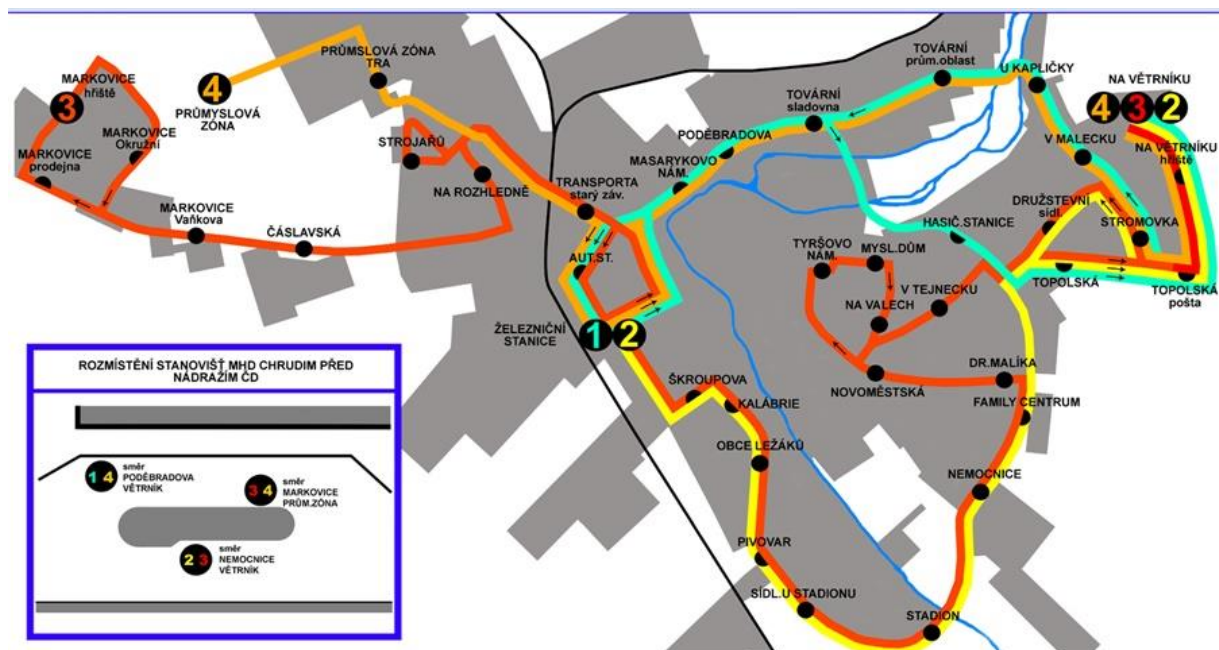 MARKOVICE
hřiště
3
MARKOVICE
Okružní
MARKOVICE
prodejna
4
PRŮMYSLOVÁ
ZÓNA
PRŮMSLOVÁ ZÓNA
TRA
STROJAŘŮ
NA ROZHLEDNĚ
MARKOVICE
Vaňkova
ČÁSLAVSKÁ
TRANSPORTA
starý záv.
AUT.ST.
ŽELEZNIČNÍ
STANICE
1 2
MASARYKOVO
NÁM.
PODĚBRADOVA
TOVÁRNÍ
sladovna
TOVÁRNÍ
prům.oblast
U KAPLIČKY
NA VĚTRNÍKU
4 3 2
V MALECKU
NA VĚTRNÍKU
hřiště
DRUŽSTEVNÍ
sídl.
STROMOVKA
HASIČ.STANICE
TOPOLSKÁ
TOPOLSKÁ
pošta
TYRŠOVO
NÁM.
MYSL.DŮM
V TEJNECKU
NA VALECH
NOVOMĚSTSKÁ
DR.MALÍKA
FAMILY CENTRUM
NEMOCNICE
ŠKROUPOVA
KALÁBRIE
OBCE LEŽÁKŮ
PIVOVAR
SÍDL.U STADIONU
STADION
ROZMÍSTĚNÍ STANOVIŠŤ MHD CHRUDIM PŘED
NÁDRAŽÍM ČD
1 4
směr
PODĚBRADOVA
VĚTRNÍK
3 4
směr
MARKOVICE
PRŮM.ZÓNA
2 3
směr
NEMOCNICE
VĚTRNÍK